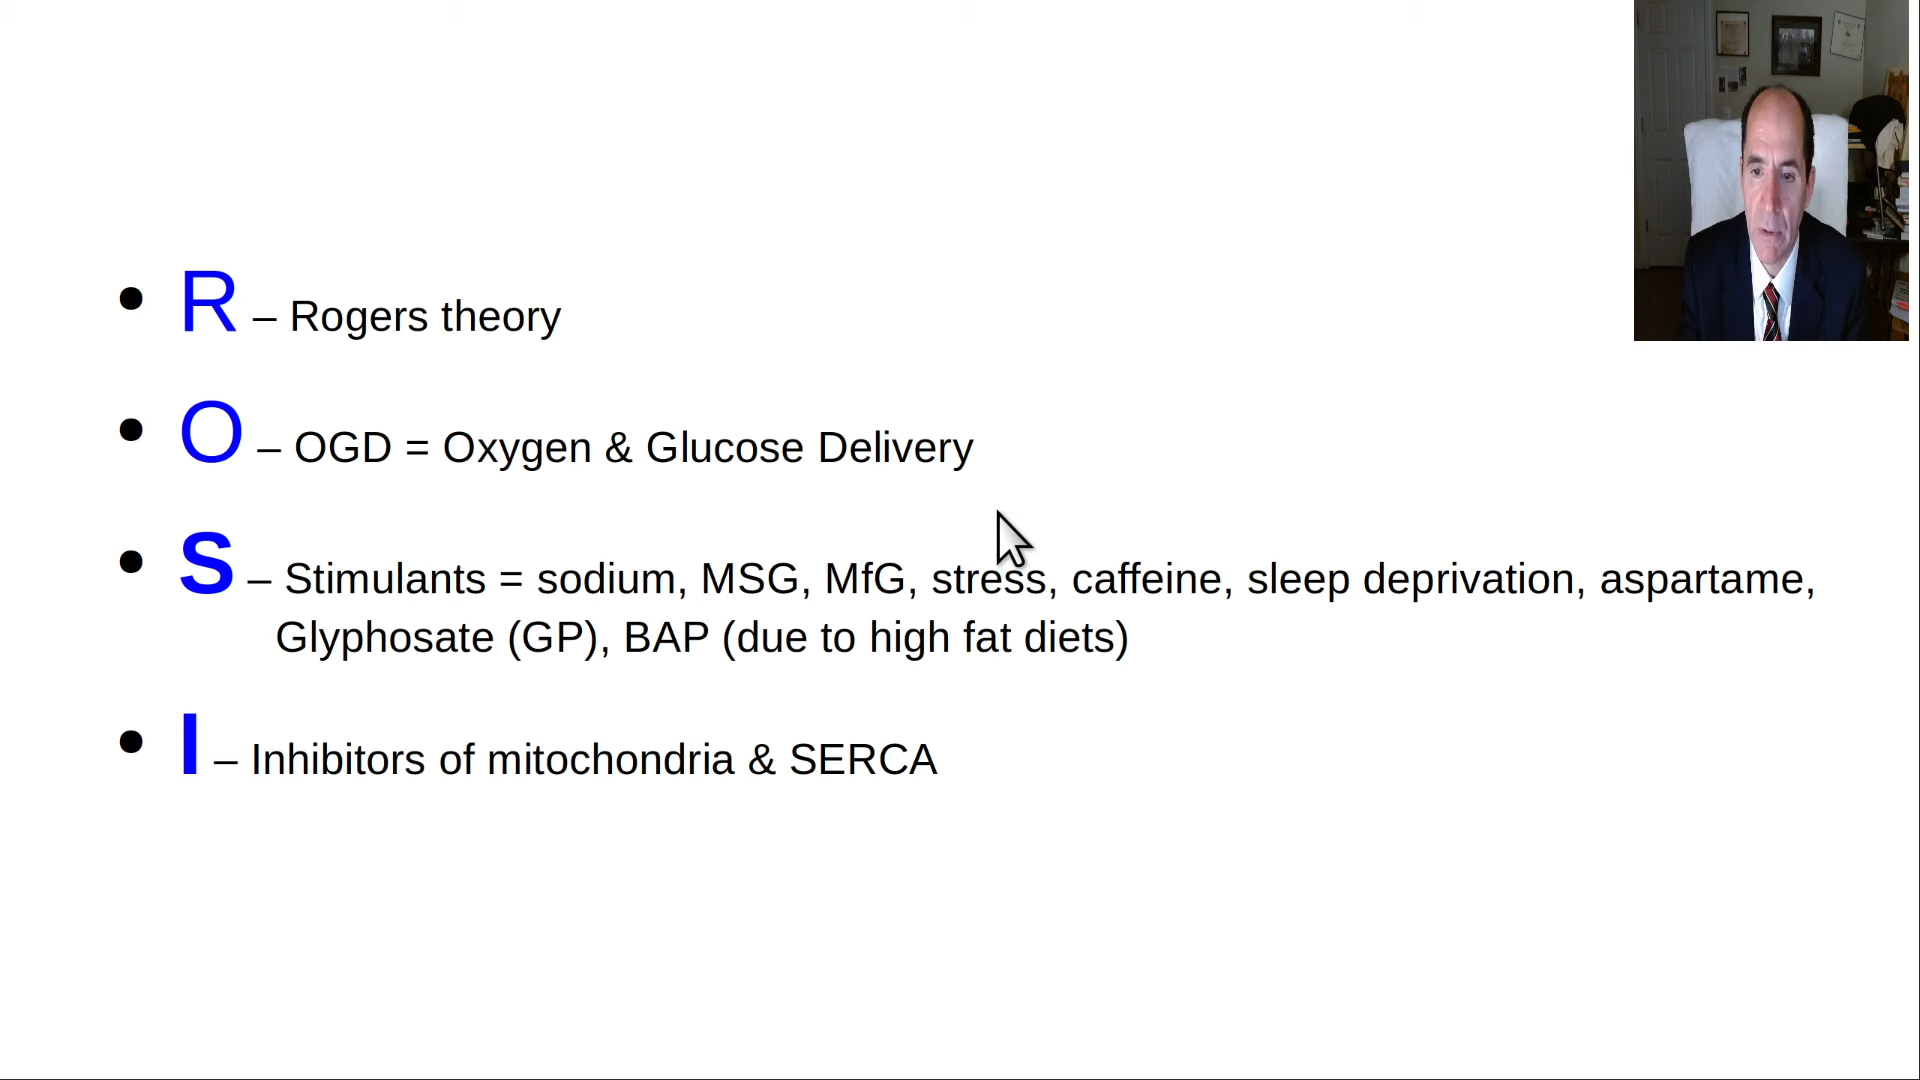 • R – Rogers theory
• O – OGD = Oxygen & Glucose Delivery
• S – Stimulants = sodium, MSG, MfG, stress, caffeine, sleep deprivation, aspartame,
Glyphosate (GP), BAP (due to high fat diets)
• I – Inhibitors of mitochondria & SERCA